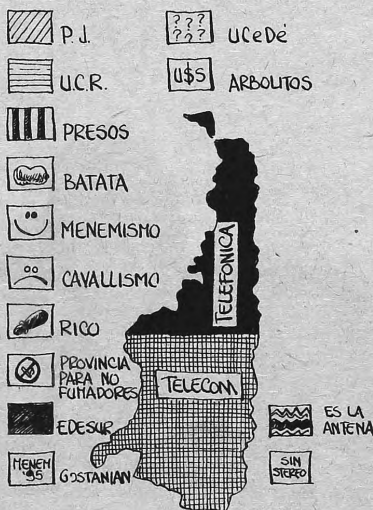 P.J.
U.C.R.
PRESOS
BATATA
MENEMISMO
CAVALLISMO
RICO
PROVINCIA
PARA NO
FUMADORES
EDESUR
MENEM
'95
GOSTANIAN
? ? ?
? ? ?
UCeDé
U$S
ARBOLITOS
TELEFONICA
TELECOM
ES LA
ANTENA
SIN
STEREO